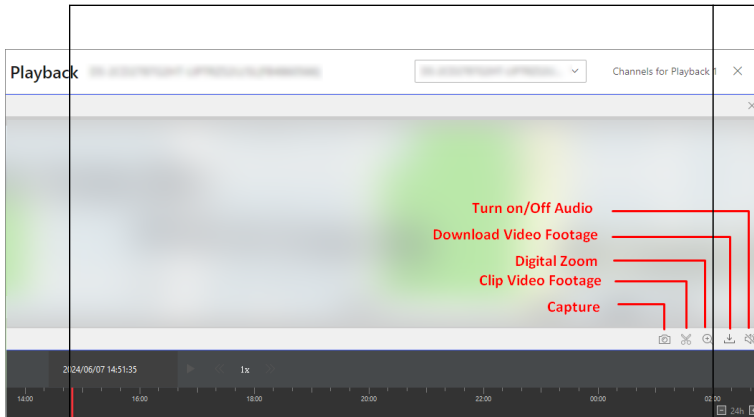 Playback
Channels for Playback 1
Turn on/Off Audio
Download Video Footage
Digital Zoom
Clip Video Footage
Capture
2024/06/07 14:51:35
1x
14:00 16:00 18:00 20:00 22:00 00:00 02:00
24h